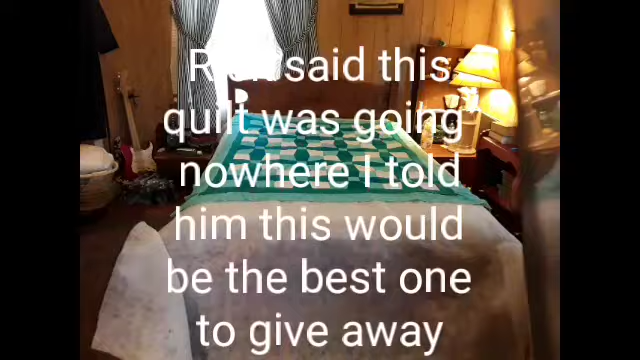 said this
quilt was going
nowhere I told
him this would
be the best one
to give away